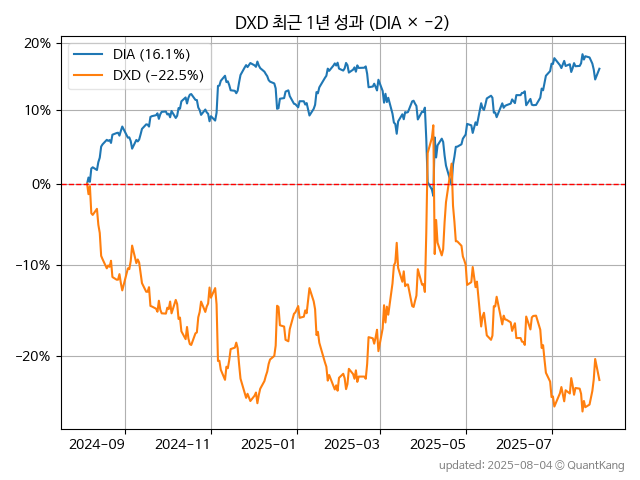 DXD 최근 1년 성과 (DIA × −2)
DIA (16.1%)
DXD (−22.5%)
20%
10%
0%
−10%
−20%
2024-09 2024-11 2025-01 2025-03 2025-05 2025-07
updated: 2025-08-04 ⓒ QuantKang